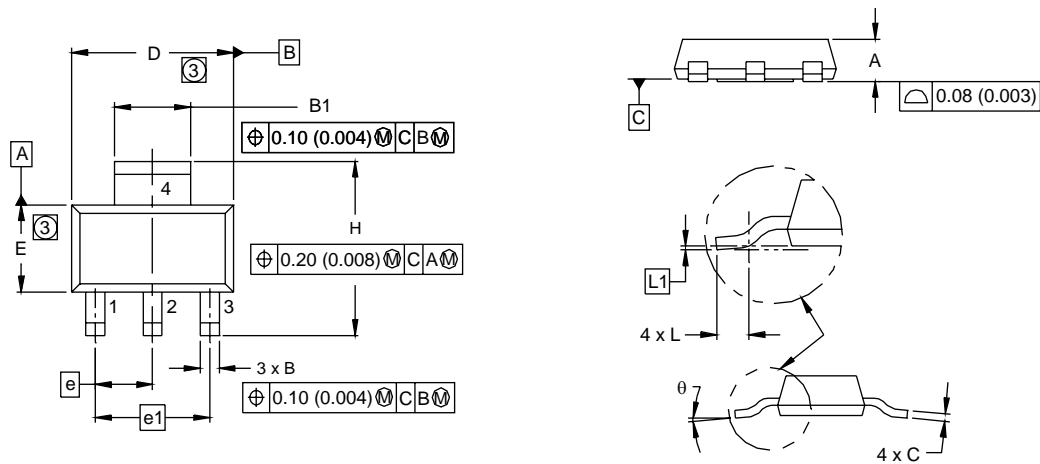 D
B
3
B1
⌖ 0.10 (0.004) Ⓜ C B Ⓜ
A
4
3
E
H
⌖ 0.20 (0.008) Ⓜ C A Ⓜ
1 2 3
3 x B
e
e1
⌖ 0.10 (0.004) Ⓜ C B Ⓜ
A
C
⌓ 0.08 (0.003)
L1
4 x L
θ
4 x C